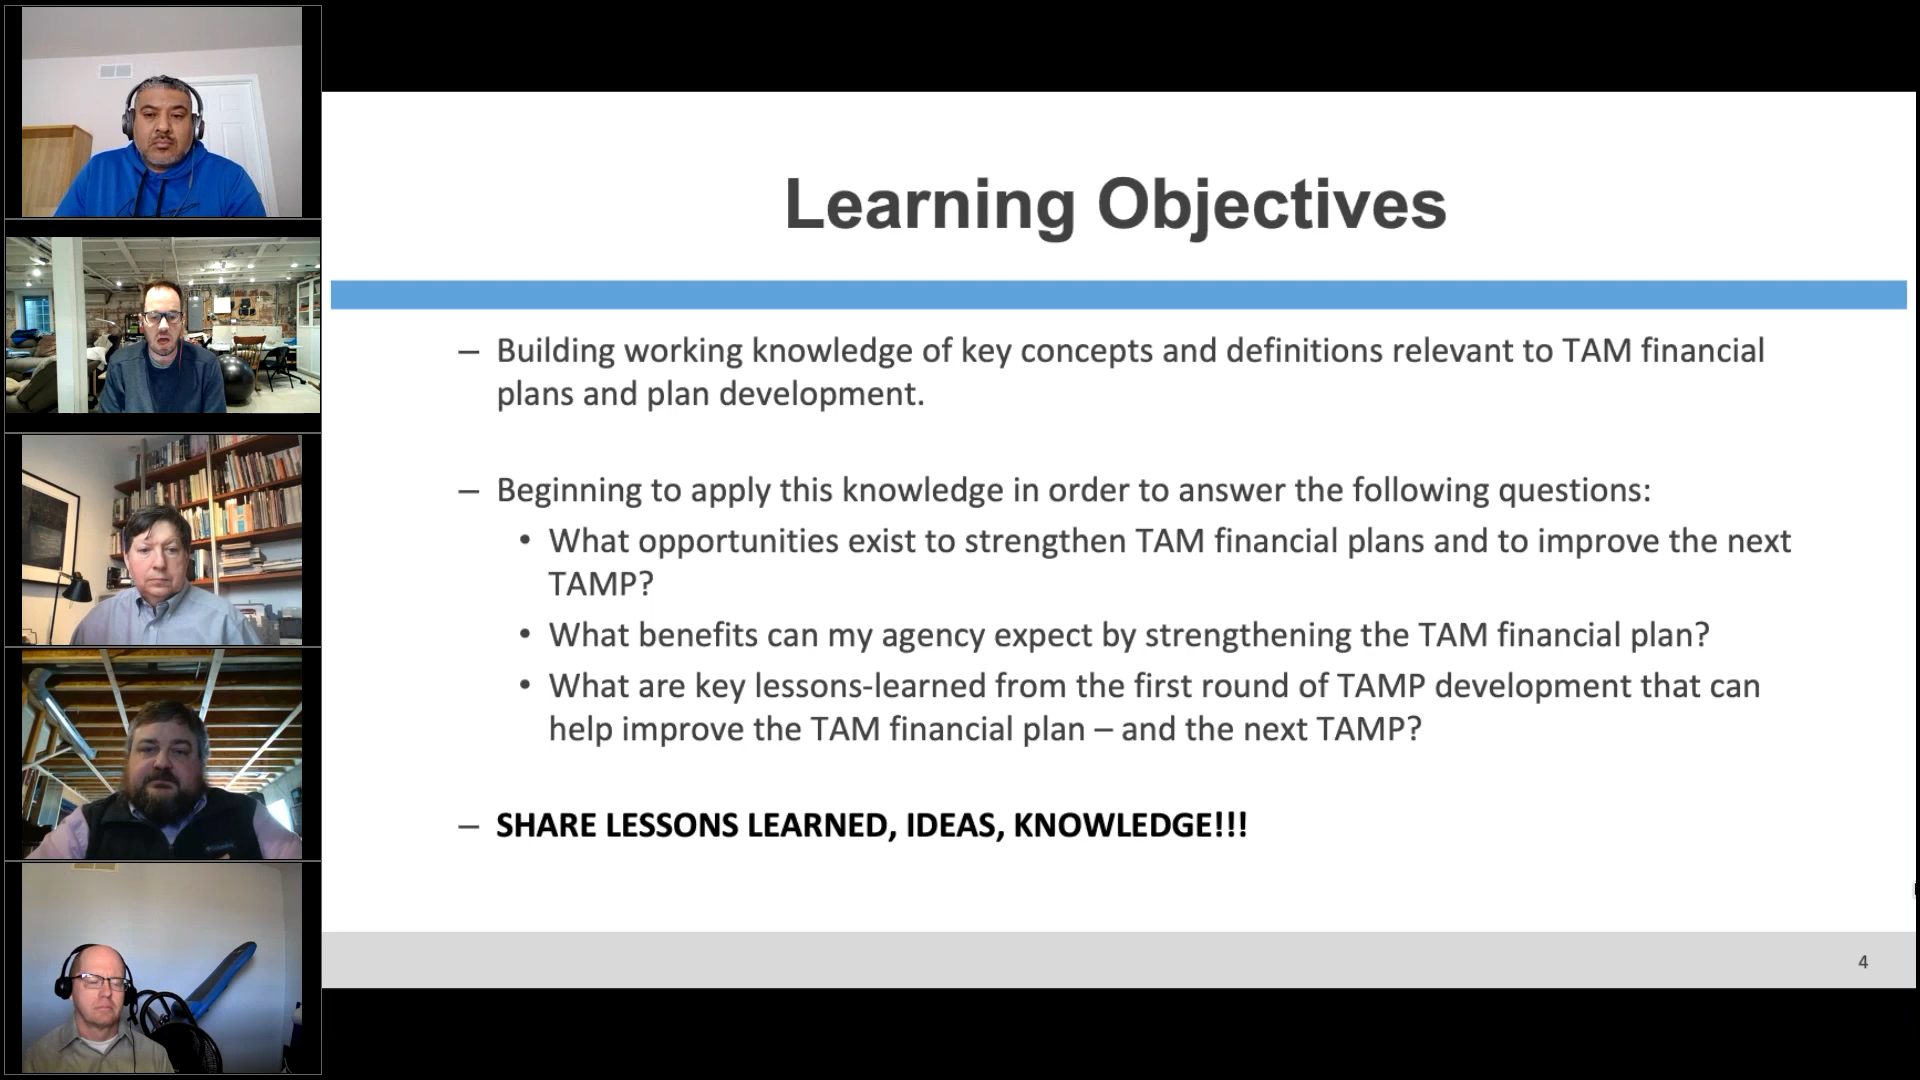 Learning Objectives
– Building working knowledge of key concepts and definitions relevant to TAM financial
plans and plan development.
– Beginning to apply this knowledge in order to answer the following questions:
• What opportunities exist to strengthen TAM financial plans and to improve the next
TAMP?
• What benefits can my agency expect by strengthening the TAM financial plan?
• What are key lessons-learned from the first round of TAMP development that can
help improve the TAM financial plan – and the next TAMP?
– SHARE LESSONS LEARNED, IDEAS, KNOWLEDGE!!!
4